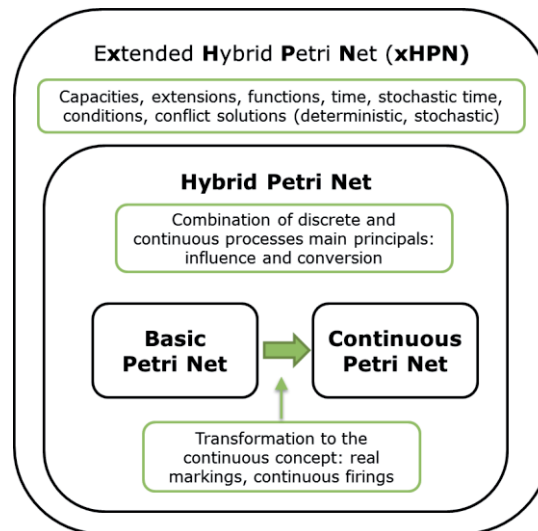 Extended Hybrid Petri Net (xHPN)
Capacities, extensions, functions, time, stochastic time,
conditions, conflict solutions (deterministic, stochastic)
Hybrid Petri Net
Combination of discrete and
continuous processes main principals:
influence and conversion
Basic
Petri Net
Continuous
Petri Net
Transformation to the
continuous concept: real
markings, continuous firings